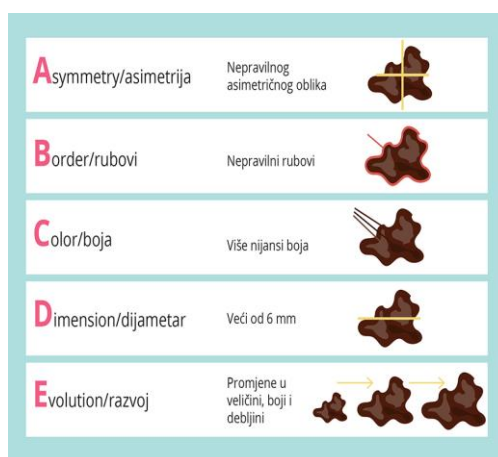 Asymmetry/asimetrija
Nepravilnog
asimetričnog oblika
Border/rubovi
Nepravilni rubovi
Color/boja
Više nijansi boja
Dimension/dijametar
Veći od 6 mm
Evolution/razvoj
Promjene u
veličini, boji i
debljini